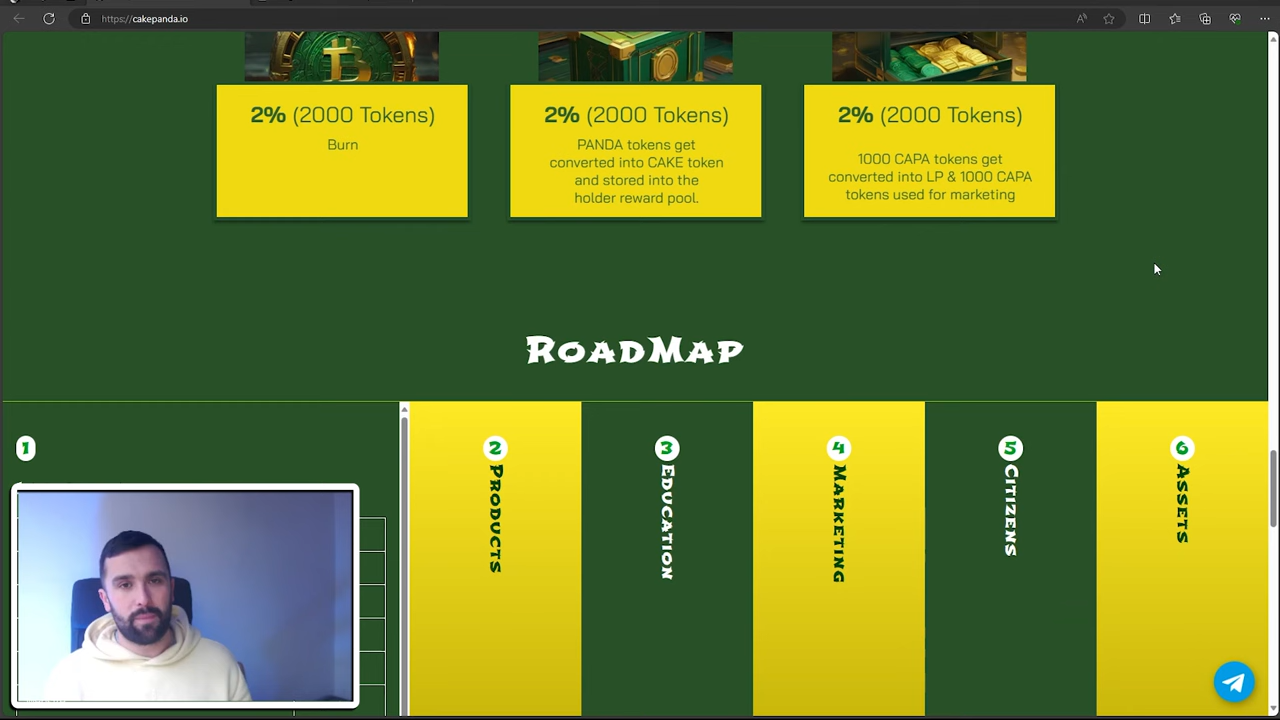 https://cakepanda.io
2% (2000 Tokens)
Burn
2% (2000 Tokens)
PANDA tokens get
converted into CAKE token
and stored into the
holder reward pool.
2% (2000 Tokens)
1000 CAPA tokens get
converted into LP & 1000 CAPA
tokens used for marketing
RoadMap
1
2 Products
3 Education
4 Marketing
5 Citizens
6 Assets